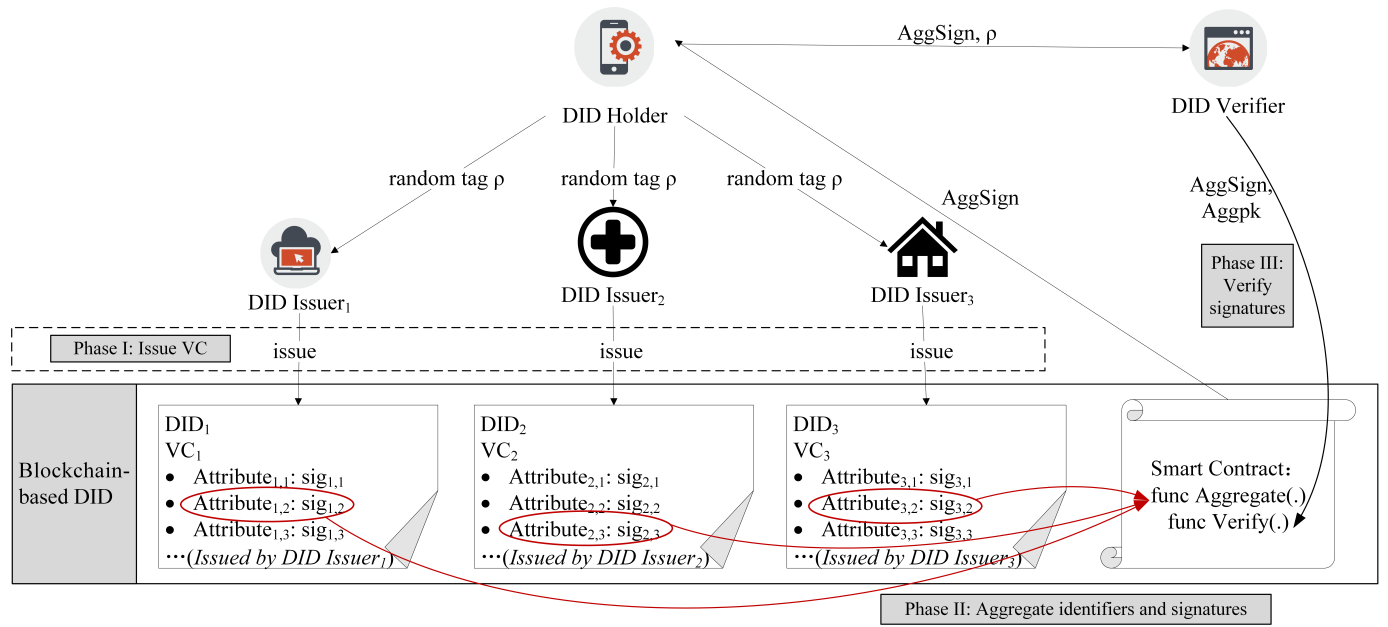 AggSign, ρ
DID Holder
DID Verifier
random tag ρ
random tag ρ
random tag ρ
AggSign
AggSign,
Aggpk
DID Issuer₁
DID Issuer₂
DID Issuer₃
Phase III:
Verify
signatures
Phase I: Issue VC
issue
issue
issue
Blockchain-
based DID
DID₁
VC₁
• Attribute₁,₁: sig₁,₁
• Attribute₁,₂: sig₁,₂
• Attribute₁,₃: sig₁,₃
···(Issued by DID Issuer₁)
DID₂
VC₂
• Attribute₂,₁: sig₂,₁
• Attribute₂,₂: sig₂,₂
• Attribute₂,₃: sig₂,₃
···(Issued by DID Issuer₂)
DID₃
VC₃
• Attribute₃,₁: sig₃,₁
• Attribute₃,₂: sig₃,₂
• Attribute₃,₃: sig₃,₃
···(Issued by DID Issuer₃)
Smart Contract：
func Aggregate(.)
func Verify(.)
Phase II: Aggregate identifiers and signatures